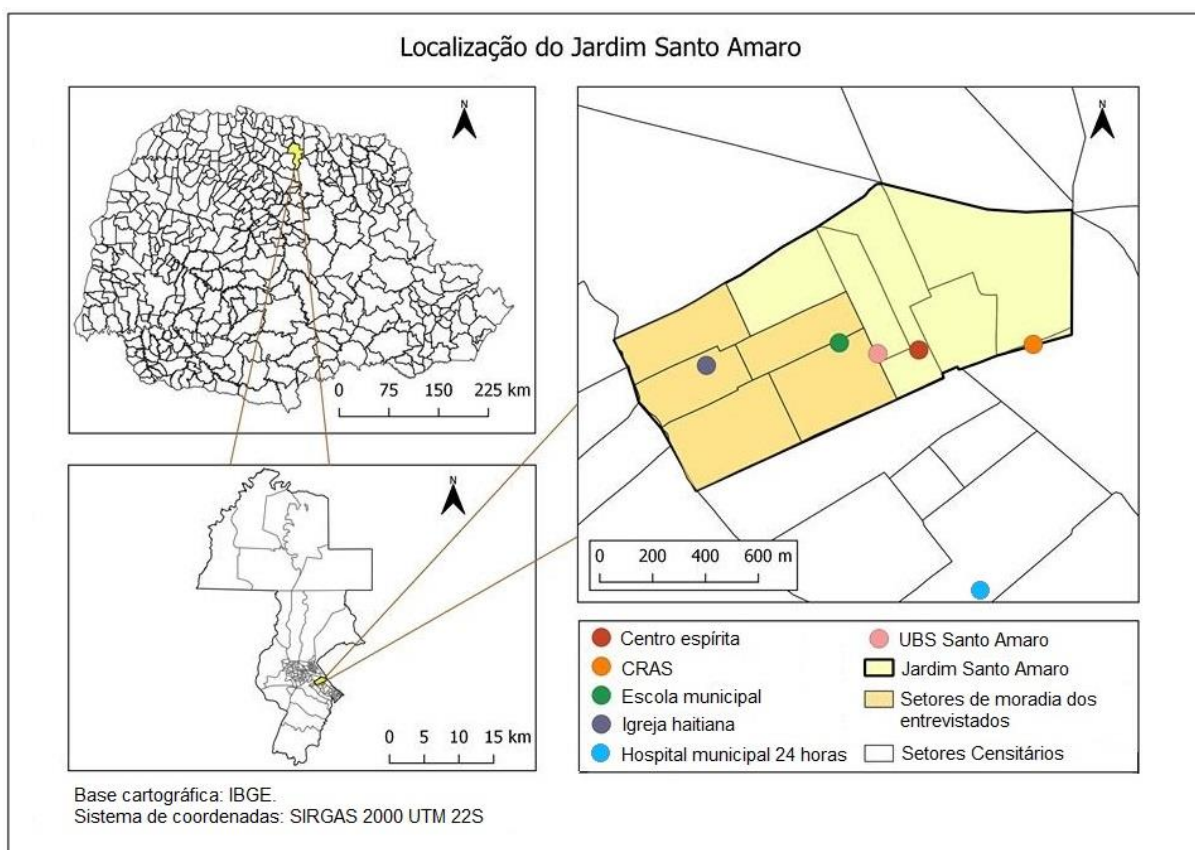 Localização do Jardim Santo Amaro
N
0 75 150 225 km
N
0 5 10 15 km
N
0 200 400 600 m
Centro espírita
CRAS
Escola municipal
Igreja haitiana
Hospital municipal 24 horas
UBS Santo Amaro
Jardim Santo Amaro
Setores de moradia dos
entrevistados
Setores Censitários
Base cartográfica: IBGE.
Sistema de coordenadas: SIRGAS 2000 UTM 22S